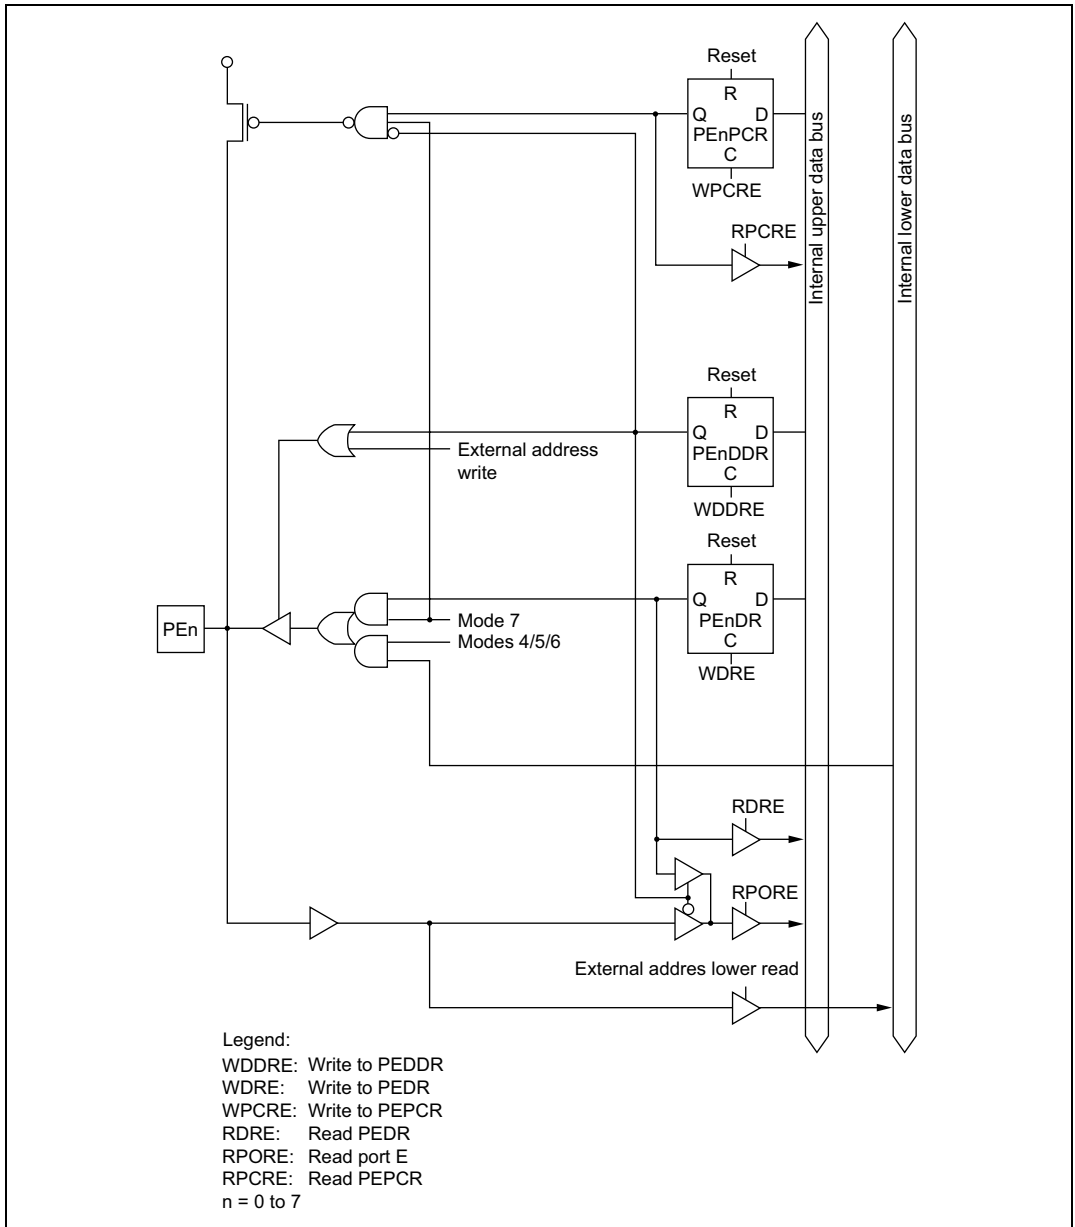 Reset
R
Q D
PEnPCR
C
WPCRE
RPCRE
Internal upper data bus
Internal lower data bus
Reset
R
Q D
PEnDDR
C
WDDRE
External address
write
Reset
R
Q D
PEnDR
C
WDRE
PEn
Mode 7
Modes 4/5/6
RDRE
RPORE
External addres lower read
Legend:
WDDRE: Write to PEDDR
WDRE: Write to PEDR
WPCRE: Write to PEPCR
RDRE: Read PEDR
RPORE: Read port E
RPCRE: Read PEPCR
n = 0 to 7